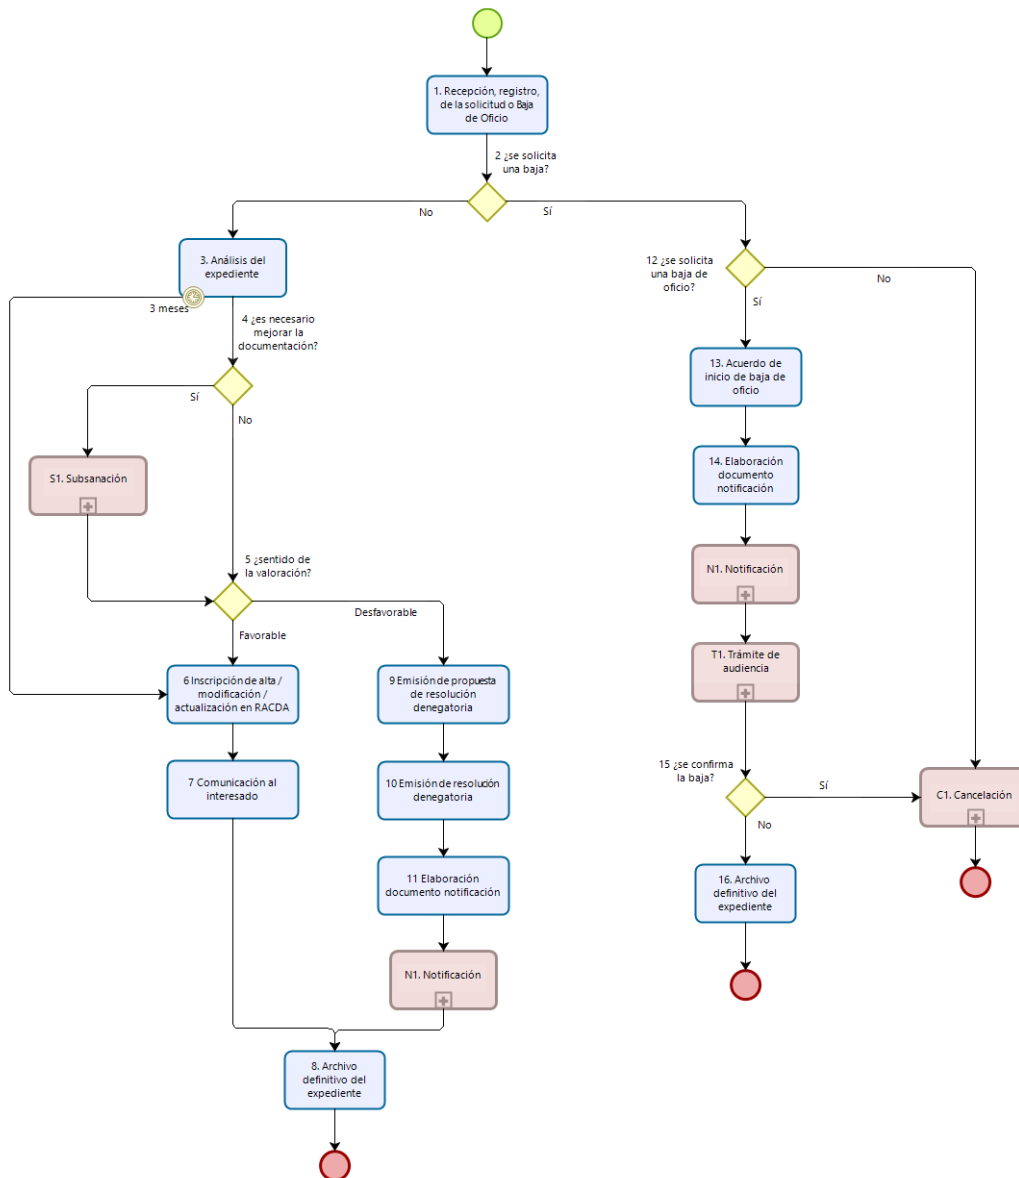 1. Recepción, registro,
de la solicitud o Baja
de Oficio
2 ¿se solicita
una baja?
No
Sí
3. Análisis del
expediente
3 meses
12 ¿se solicita
una baja de
oficio?
No
Sí
4 ¿es necesario
mejorar la
documentación?
Sí
No
13. Acuerdo de
inicio de baja de
oficio
S1. Subsanación
14. Elaboración
documento
notificación
5 ¿sentido de
la valoración?
N1. Notificación
Desfavorable
Favorable
T1. Trámite de
audiencia
6 Inscripción de alta /
modificación /
actualización en RACDA
9 Emisión de propuesta
de resolución
denegatoria
7 Comunicación al
interesado
10 Emisión de resolución
denegatoria
15 ¿se confirma
la baja?
Sí
No
C1. Cancelación
11 Elaboración
documento notificación
16. Archivo
definitivo del
expediente
N1. Notificación
8. Archivo
definitivo del
expediente